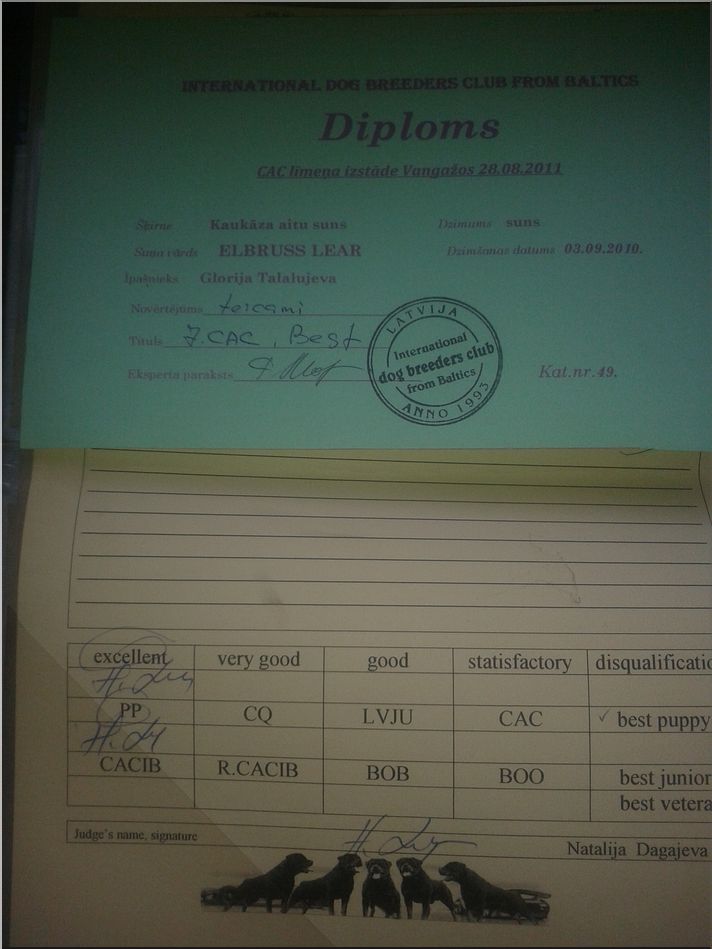 INTERNATIONAL DOG BREEDERS CLUB FROM BALTICS
Diploms
CAC līmeņa izstāde Vangažos 28.08.2011
Šķirne Kaukāza aitu suns Dzimums suns
Suņa vārds ELBRUSS LEAR Dzimšanas datums 03.09.2010.
Īpašnieks Glorija Talalujeva
Novērtējums teicami
Tituls J.CAC, Best
Eksperta paraksts
Kat.nr.49.
LATVIJA
International
dog breeders club
from Baltics
ANNO 1993
excellent very good good statisfactory disqualificatio
PP CQ LVJU CAC ✓ best puppy
CACIB R.CACIB BOB BOO best junior
best vetera
Judge's name, signature Natalija Dagajeva